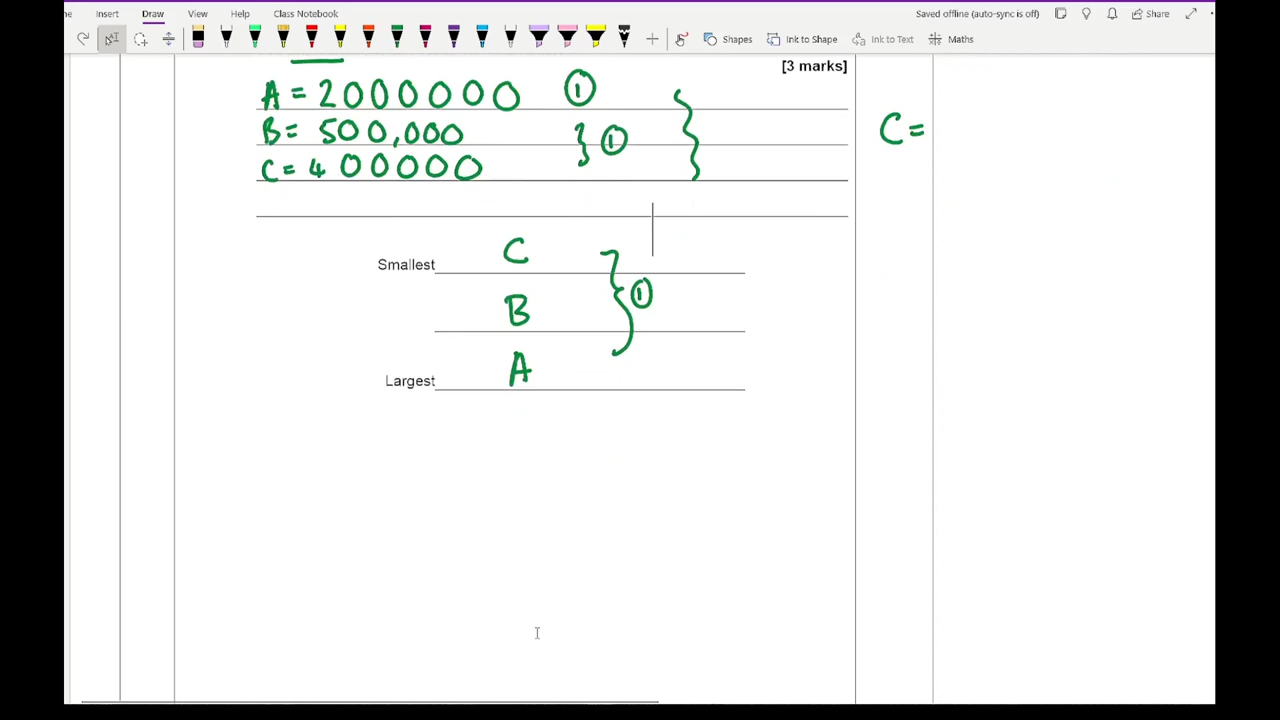 me Insert Draw View Help Class Notebook Saved offline (auto-sync is off) Share
Shapes Ink to Shape Ink to Text Maths
[3 marks]
A = 2000000 ①
B = 500,000 } ①
C = 400000
C =
Smallest C
B ①
Largest A